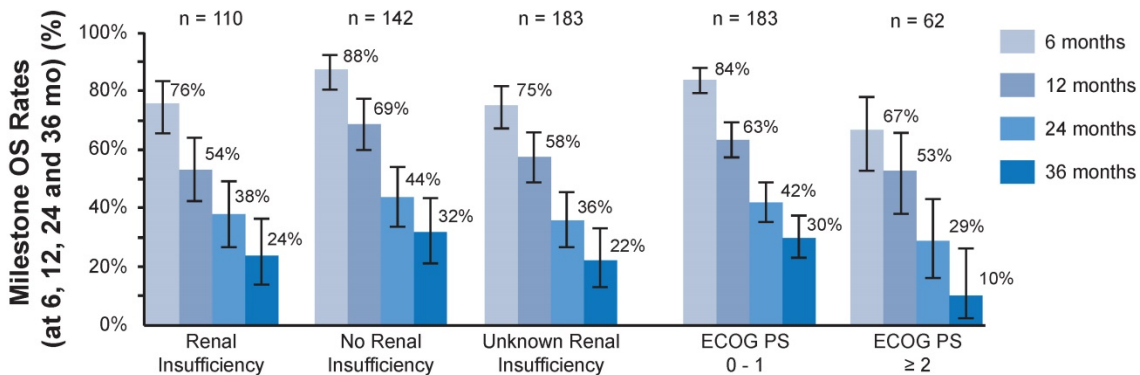 n = 110
n = 142
n = 183
n = 183
n = 62
Milestone OS Rates
(at 6, 12, 24 and 36 mo) (%)
100%
80%
60%
40%
20%
0%
76%
54%
38%
24%
88%
69%
44%
32%
75%
58%
36%
22%
84%
63%
42%
30%
67%
53%
29%
10%
Renal
Insufficiency
No Renal
Insufficiency
Unknown Renal
Insufficiency
ECOG PS
0 - 1
ECOG PS
≥ 2
6 months
12 months
24 months
36 months